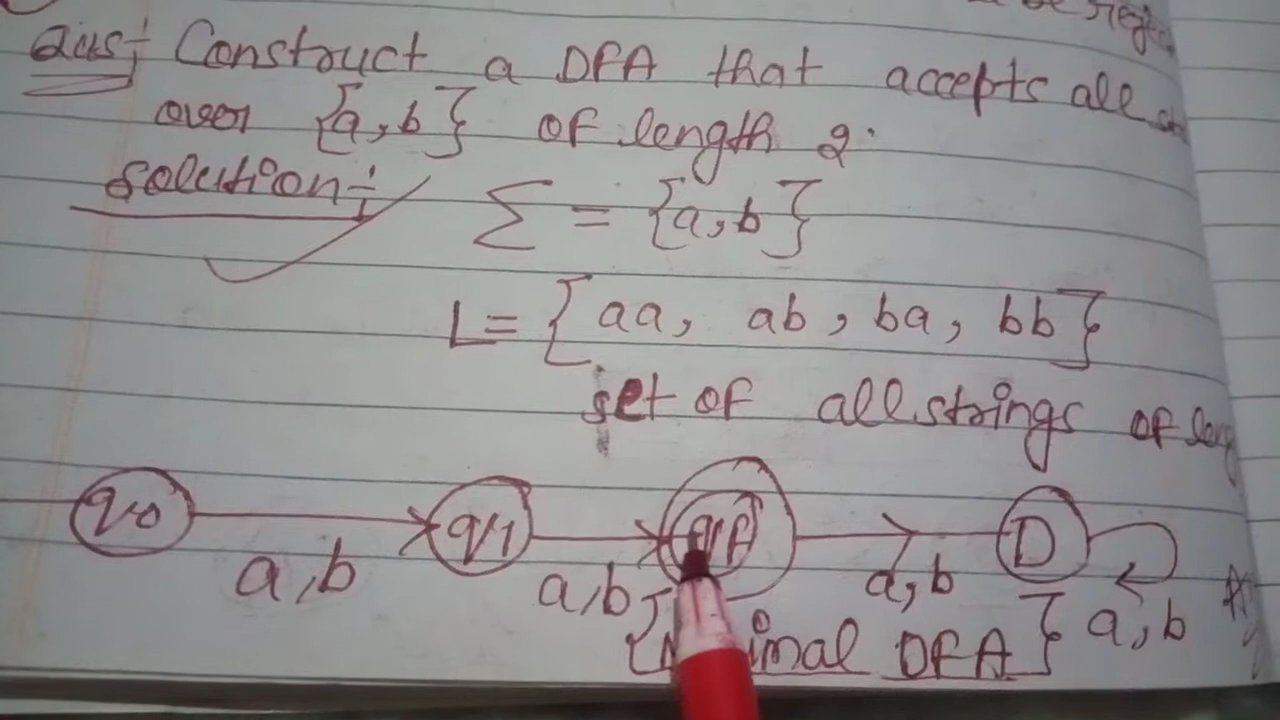 Ques:- Construct a DFA that accepts all
over {a,b} of length 2.
Solution:-
Σ = {a,b}
L = {aa, ab, ba, bb}
set of all strings of
q0 a,b q1 a,b a,b D a,b
DFA}